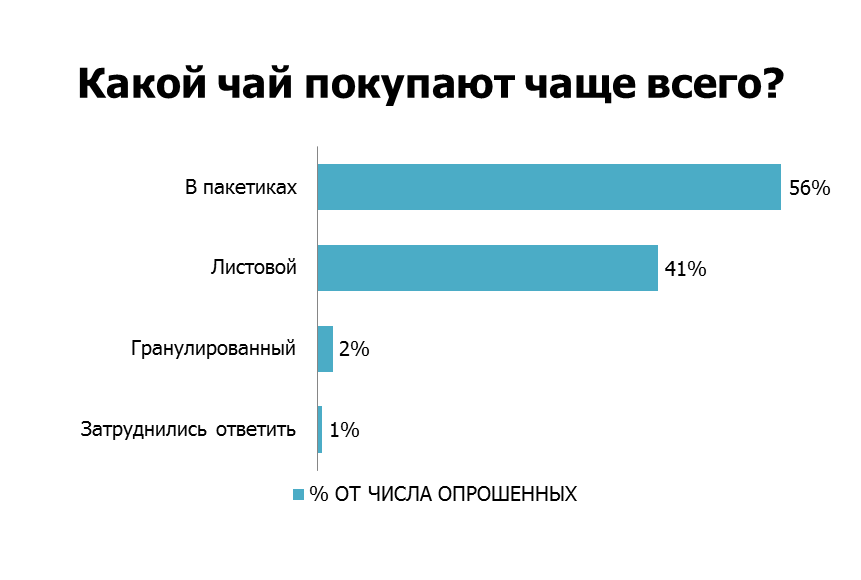 Какой чай покупают чаще всего?
В пакетиках 56%
Листовой 41%
Гранулированный 2%
Затруднились ответить 1%
% ОТ ЧИСЛА ОПРОШЕННЫХ